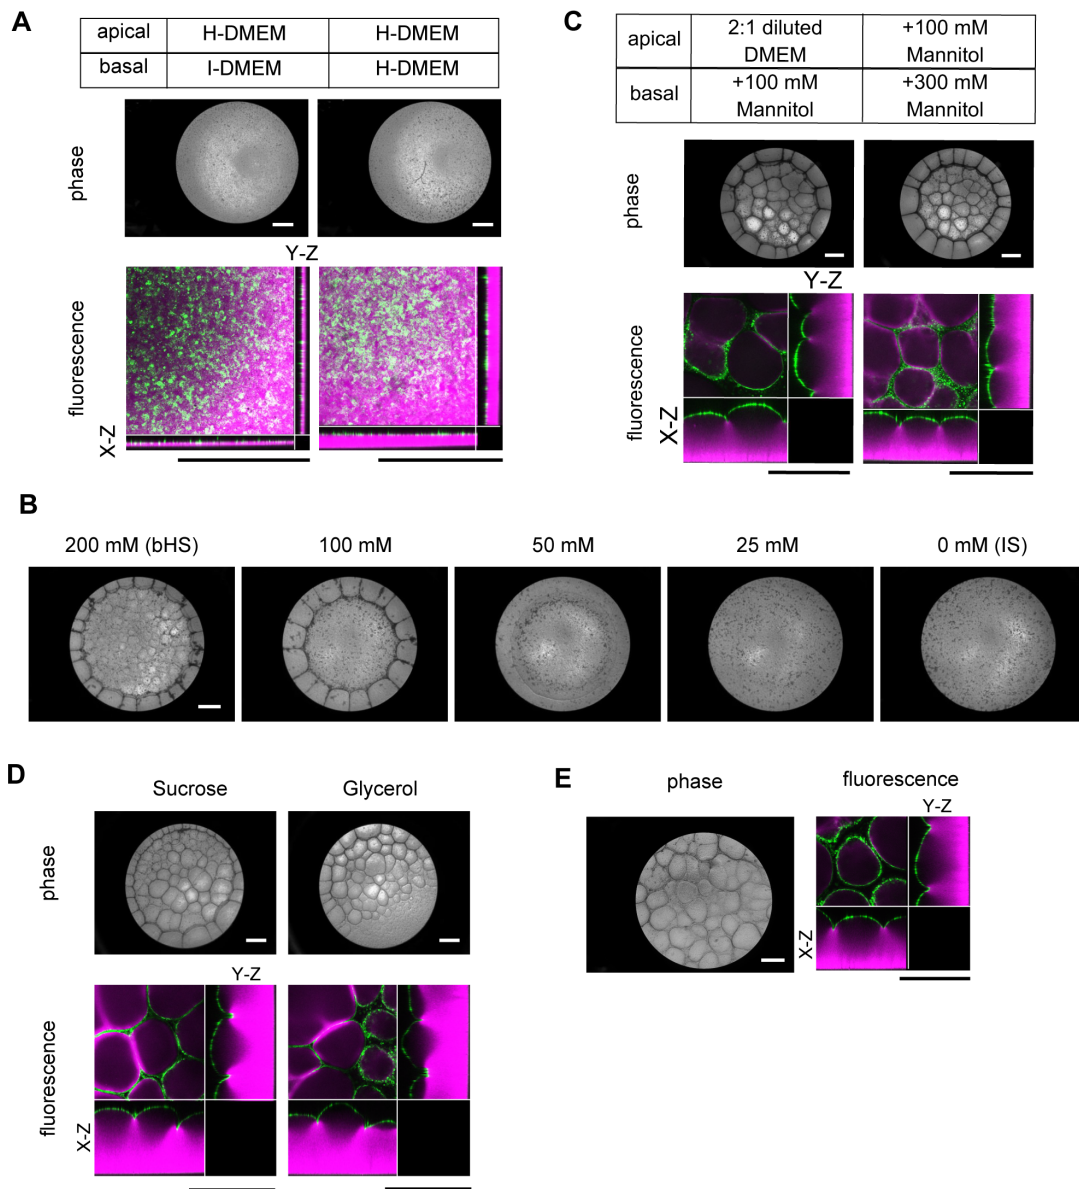 A
apical H-DMEM H-DMEM
basal I-DMEM H-DMEM
phase
Y-Z
fluorescence
X-Z
C
apical 2:1 diluted DMEM +100 mM Mannitol
basal +100 mM Mannitol +300 mM Mannitol
phase
Y-Z
fluorescence
X-Z
B
200 mM (bHS) 100 mM 50 mM 25 mM 0 mM (IS)
D
Sucrose Glycerol
phase
Y-Z
fluorescence
X-Z
E
phase fluorescence
Y-Z
X-Z